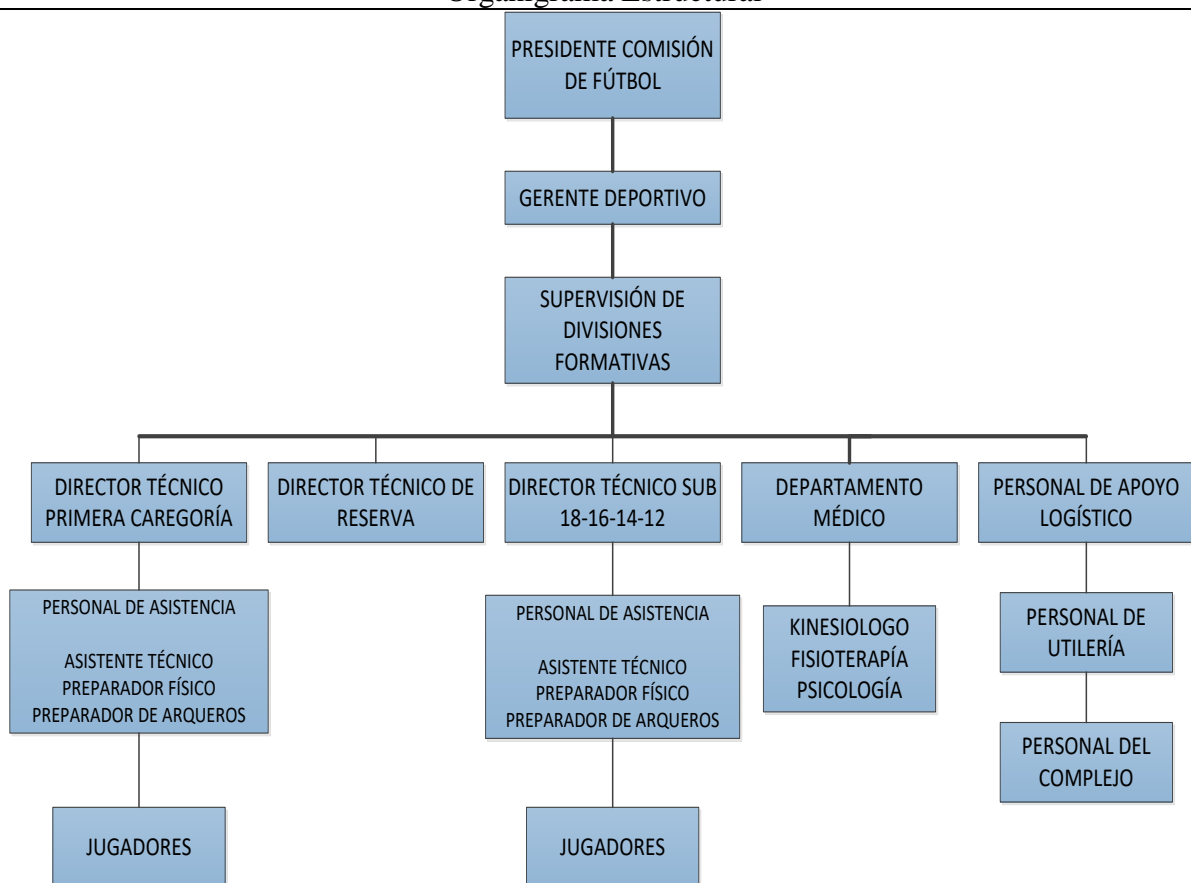 Organigrama Estructural
PRESIDENTE COMISIÓN
DE FÚTBOL
GERENTE DEPORTIVO
SUPERVISIÓN DE
DIVISIONES
FORMATIVAS
DIRECTOR TÉCNICO
PRIMERA CAREGORÍA
DIRECTOR TÉCNICO DE
RESERVA
DIRECTOR TÉCNICO SUB
18-16-14-12
DEPARTAMENTO
MÉDICO
PERSONAL DE APOYO
LOGÍSTICO
PERSONAL DE ASISTENCIA
ASISTENTE TÉCNICO
PREPARADOR FÍSICO
PREPARADOR DE ARQUEROS
PERSONAL DE ASISTENCIA
ASISTENTE TÉCNICO
PREPARADOR FÍSICO
PREPARADOR DE ARQUEROS
KINESIOLOGO
FISIOTERAPÍA
PSICOLOGÍA
PERSONAL DE
UTILERÍA
PERSONAL DEL
COMPLEJO
JUGADORES
JUGADORES